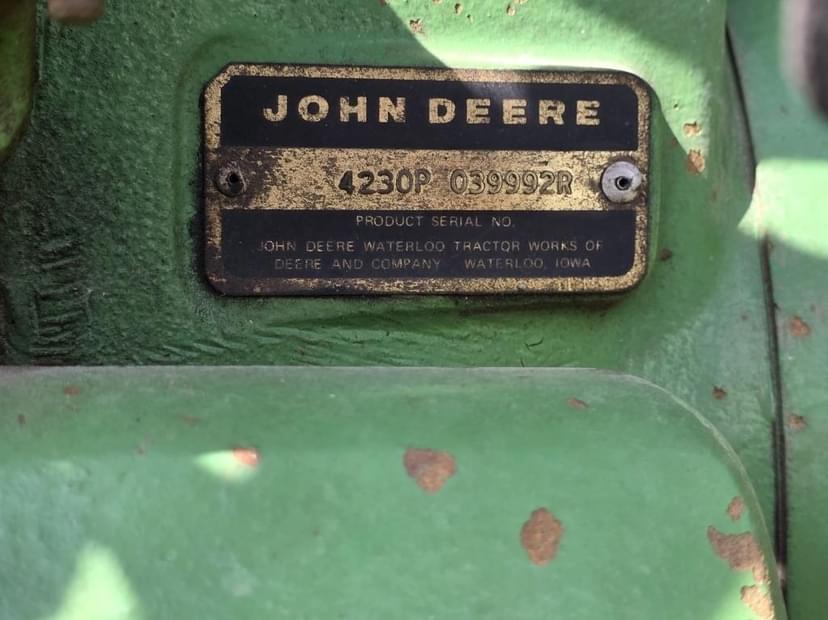 JOHN DEERE
4230P 039992R
PRODUCT SERIAL NO.
JOHN DEERE WATERLOO TRACTOR WORKS OF
DEERE AND COMPANY WATERLOO, IOWA